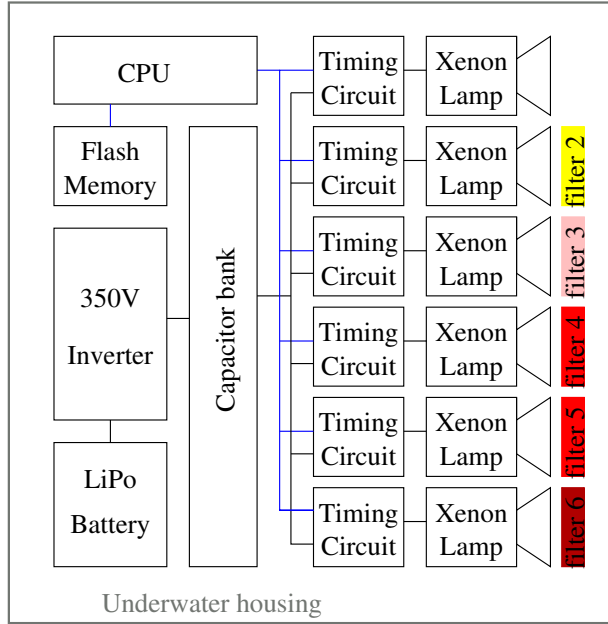 CPU
Flash
Memory
350V
Inverter
LiPo
Battery
Capacitor bank
Timing
Circuit
Xenon
Lamp
Timing
Circuit
Xenon
Lamp
filter 2
Timing
Circuit
Xenon
Lamp
filter 3
Timing
Circuit
Xenon
Lamp
filter 4
Timing
Circuit
Xenon
Lamp
filter 5
Timing
Circuit
Xenon
Lamp
filter 6
Underwater housing